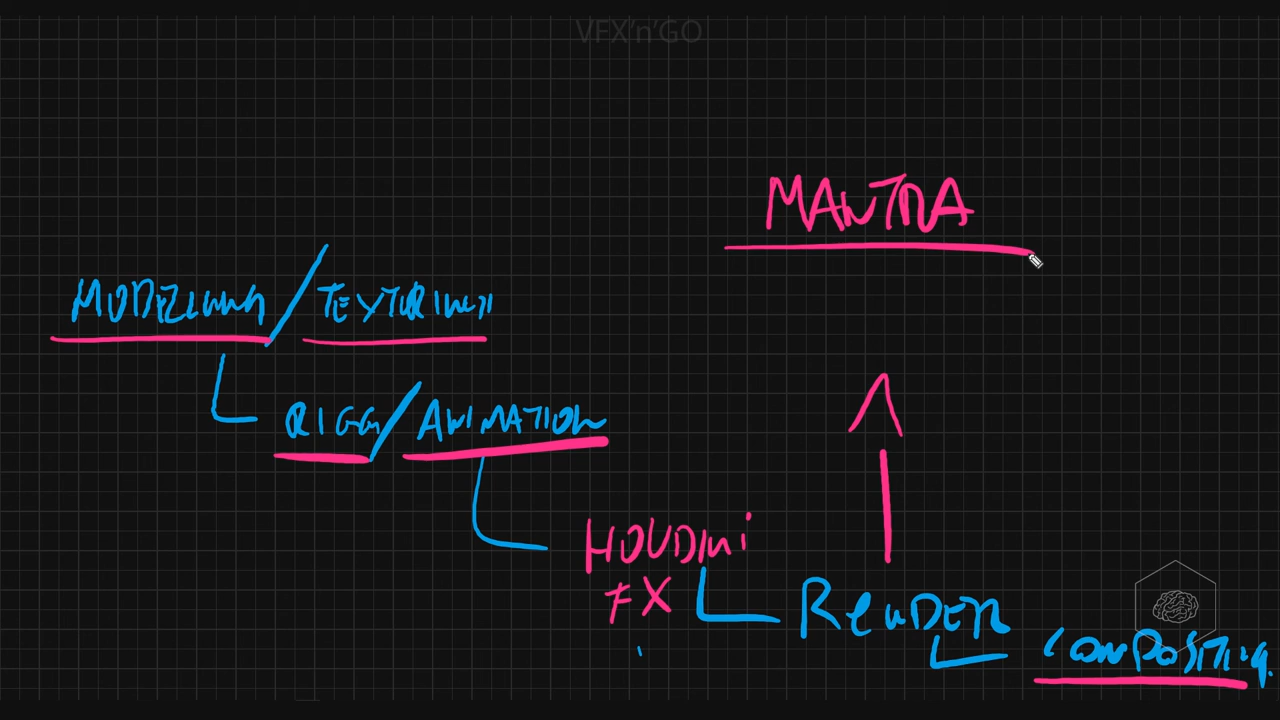 VFX'n'GO
MANTRA
MODELING / TEXTURING
RIGG / ANIMATION
HOUDINI
FX
RENDER
COMPOSITING